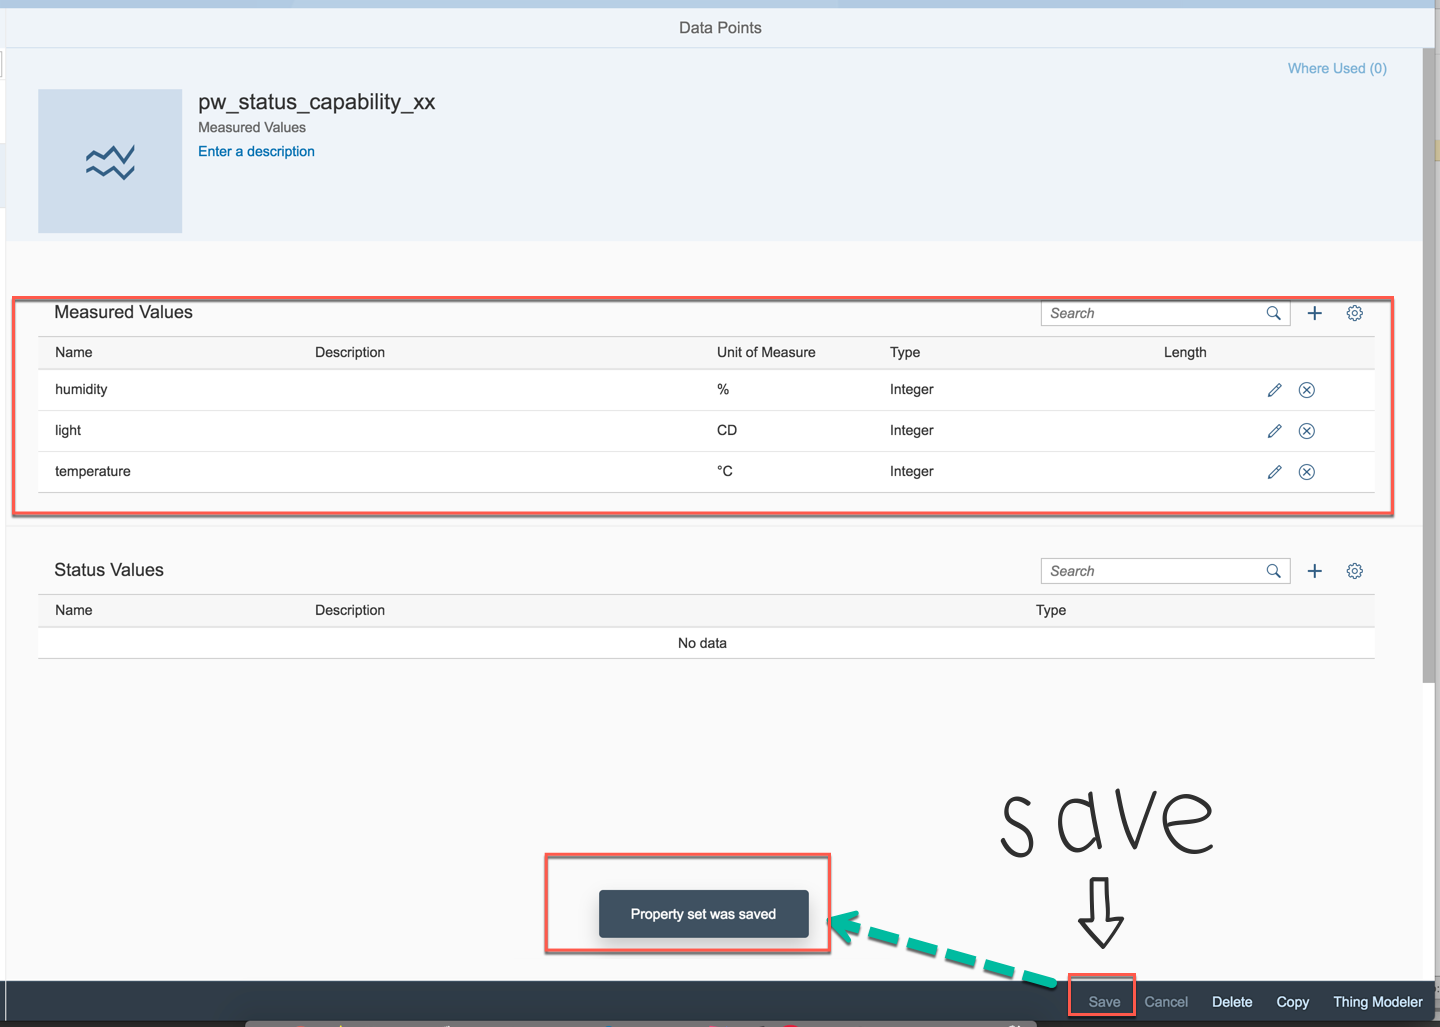 Data Points
Where Used (0)
pw_status_capability_xx
Measured Values
Enter a description
Measured Values
Search
Name Description Unit of Measure Type Length
humidity % Integer
light CD Integer
temperature °C Integer
Status Values
Search
Name Description Type
No data
save
Property set was saved
Save Cancel Delete Copy Thing Modeler